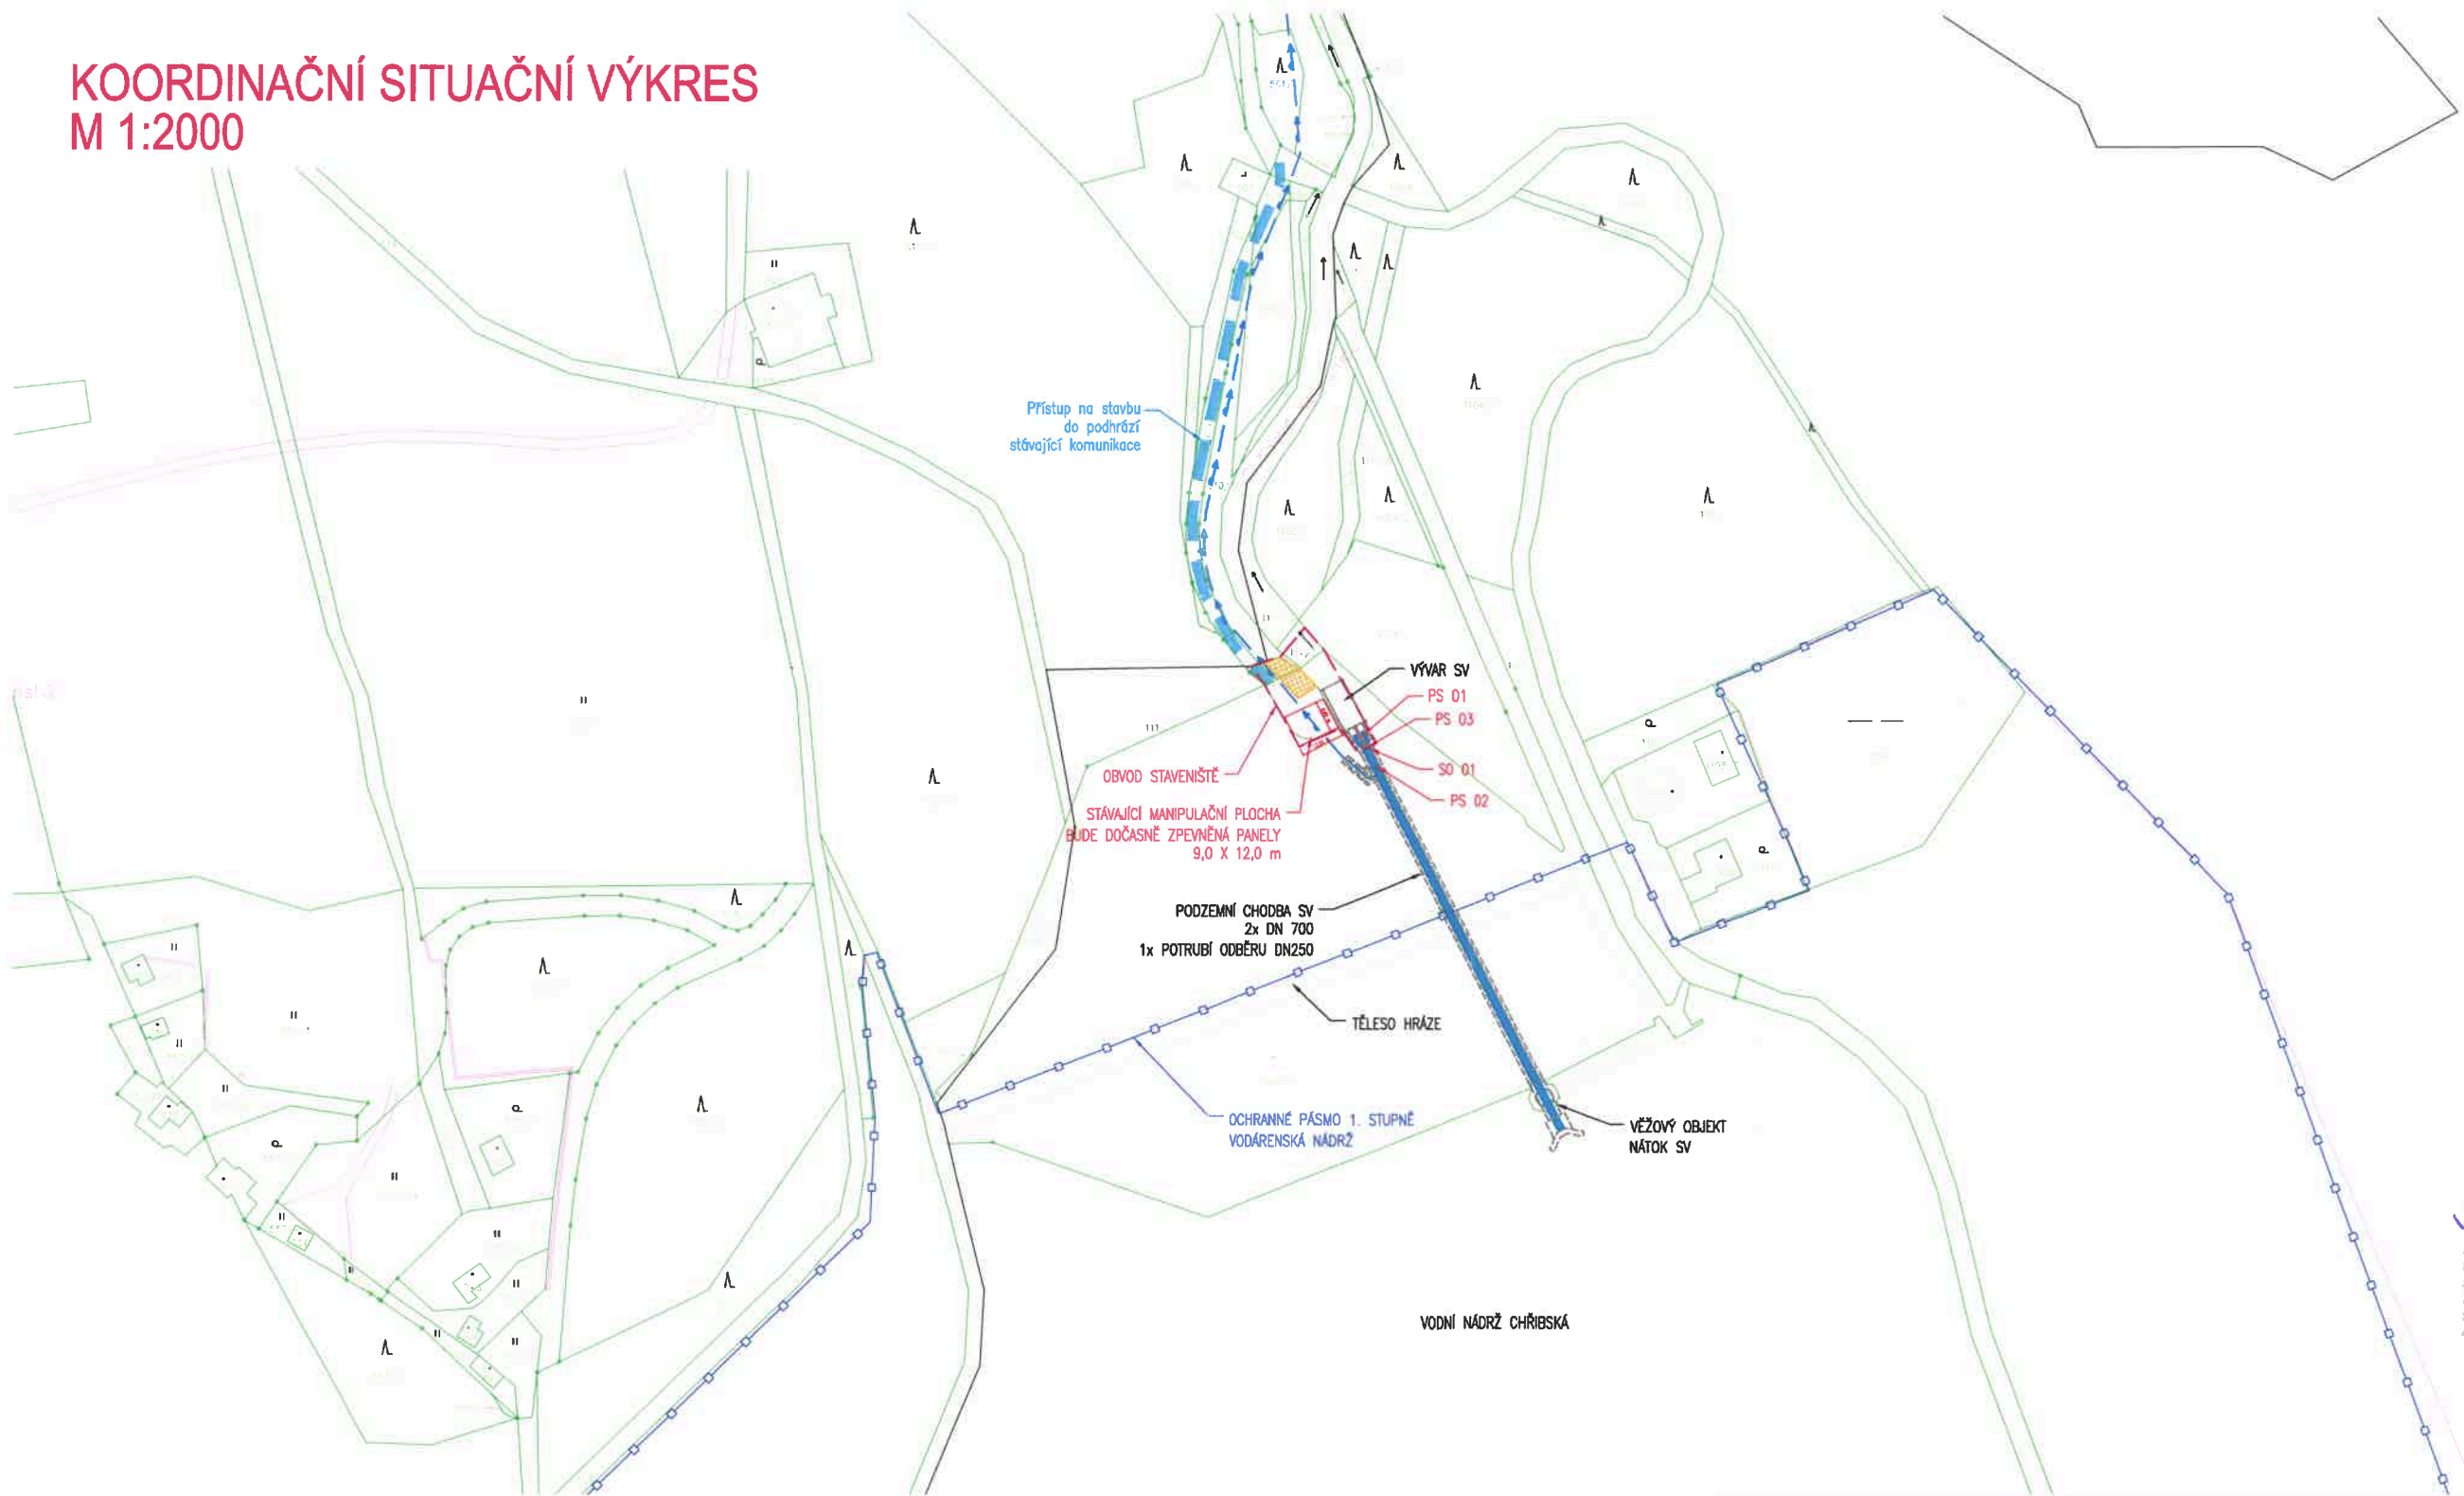 KOORDINAČNÍ SITUAČNÍ VÝKRES
M 1:2000
Přístup na stavbu
do podhrází
stávající komunikace
VÝVAR SV
PS 01
PS 03
SO 01
PS 02
OBVOD STAVENIŠTĚ
STÁVAJÍCÍ MANIPULAČNÍ PLOCHA
BUDE DOČASNĚ ZPEVNĚNÁ PANELY
9,0 X 12,0 m
PODZEMNÍ CHODBA SV
2x DN 700
1x POTRUBÍ ODBĚRU DN250
TĚLESO HRÁZE
OCHRANNÉ PÁSMO 1. STUPNĚ
VODÁRENSKÁ NÁDRŽ
VĚŽOVÝ OBJEKT
NÁTOK SV
VODNÍ NÁDRŽ CHŘIBSKÁ